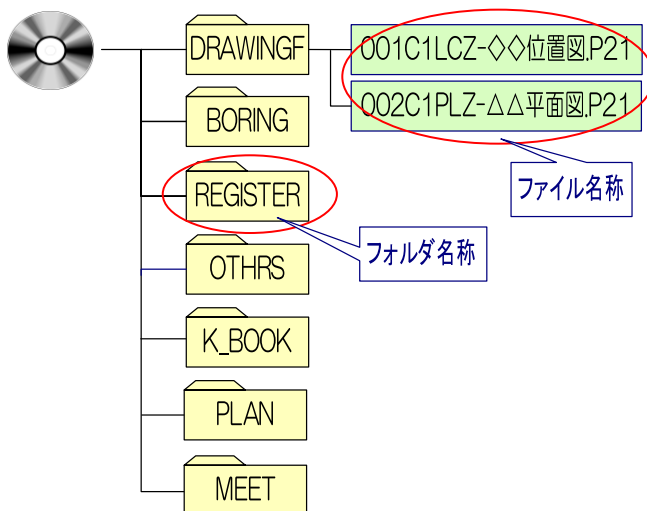 DRAWINGF
001C1LCZ-◇◇位置図.P21
002C1PLZ-△△平面図.P21
BORING
ファイル名称
REGISTER
フォルダ名称
OTHRS
K_BOOK
PLAN
MEET